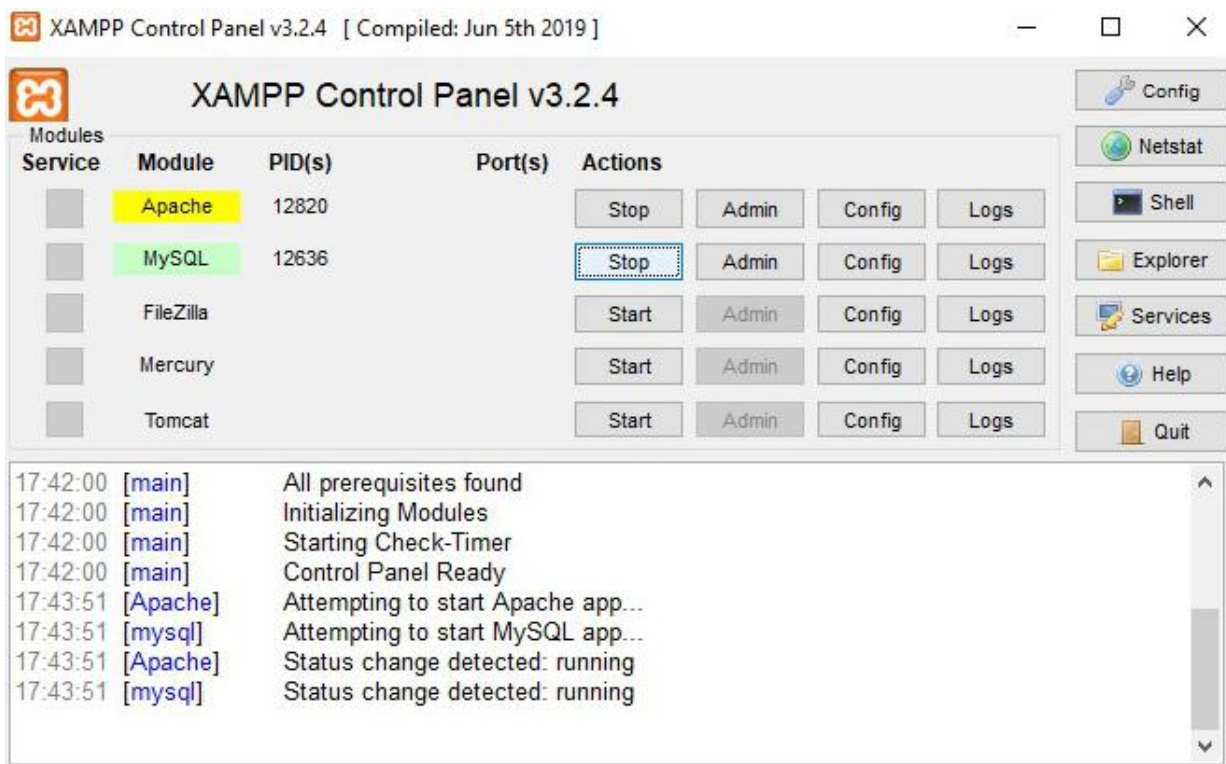 XAMPP Control Panel v3.2.4 [ Compiled: Jun 5th 2019 ]
XAMPP Control Panel v3.2.4
Config
Modules
Netstat
Service Module PID(s) Port(s) Actions
Apache 12820 Stop Admin Config Logs
Shell
MySQL 12636 Stop Admin Config Logs
Explorer
FileZilla Start Admin Config Logs
Services
Mercury Start Admin Config Logs
Help
Tomcat Start Admin Config Logs
Quit
17:42:00 [main] All prerequisites found
17:42:00 [main] Initializing Modules
17:42:00 [main] Starting Check-Timer
17:42:00 [main] Control Panel Ready
17:43:51 [Apache] Attempting to start Apache app...
17:43:51 [mysql] Attempting to start MySQL app...
17:43:51 [Apache] Status change detected: running
17:43:51 [mysql] Status change detected: running